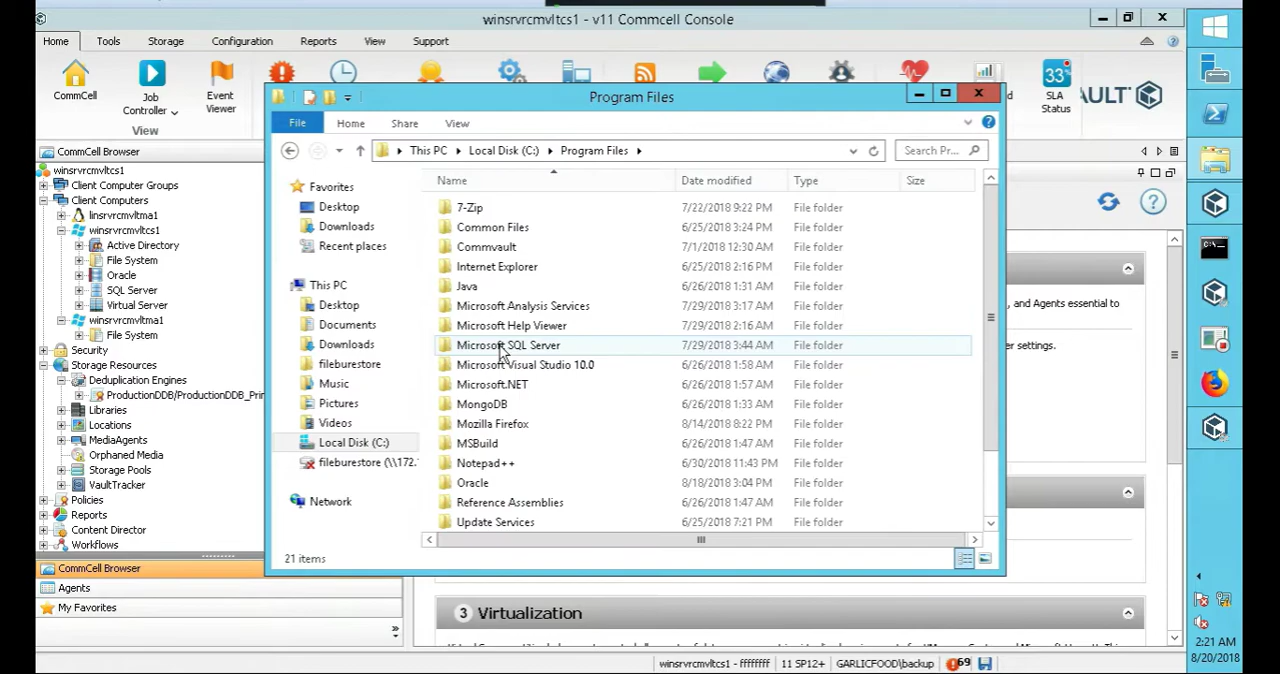 winsrvrcmvltcs1 - v11 Commcell Console
Home Tools Storage Configuration Reports View Support
CommCell
Job Controller
Event Viewer
View
33%
SLA Status
AULT
CommCell Browser
winsrvrcmvltcs1
Client Computer Groups
Client Computers
linsrvrcmvltma1
winsrvrcmvltcs1
Active Directory
File System
Oracle
SQL Server
Virtual Server
winsrvrcmvltma1
File System
Security
Storage Resources
Deduplication Engines
ProductionDDB/ProductionDDB_Prin
Libraries
Locations
MediaAgents
Orphaned Media
Storage Pools
VaultTracker
Policies
Reports
Content Director
Workflows
CommCell Browser
Agents
My Favorites
Program Files
File Home Share View
This PC Local Disk (C:) Program Files
Search Pr...
Favorites
Desktop
Downloads
Recent places
This PC
Desktop
Documents
Downloads
fileburestore
Music
Pictures
Videos
Local Disk (C:)
fileburestore (\\172.
Network
Name Date modified Type Size
7-Zip 7/22/2018 9:22 PM File folder
Common Files 6/25/2018 3:24 PM File folder
Commvault 7/1/2018 12:30 AM File folder
Internet Explorer 6/25/2018 2:16 PM File folder
Java 6/26/2018 1:31 AM File folder
Microsoft Analysis Services 7/29/2018 3:17 AM File folder
Microsoft Help Viewer 7/29/2018 2:16 AM File folder
Microsoft SQL Server 7/29/2018 3:44 AM File folder
Microsoft Visual Studio 10.0 6/26/2018 1:58 AM File folder
Microsoft.NET 6/26/2018 1:57 AM File folder
MongoDB 6/26/2018 1:33 AM File folder
Mozilla Firefox 8/14/2018 8:22 PM File folder
MSBuild 6/26/2018 1:47 AM File folder
Notepad++ 6/30/2018 11:43 PM File folder
Oracle 8/18/2018 3:04 PM File folder
Reference Assemblies 6/26/2018 1:47 AM File folder
Update Services 6/25/2018 7:21 PM File folder
21 items
, and Agents essential to
er settings.
3 Virtualization
winsrvrcmvltcs1 - ffffffff 11 SP12+ GARLICFOOD\backup 69
2:21 AM
8/20/2018